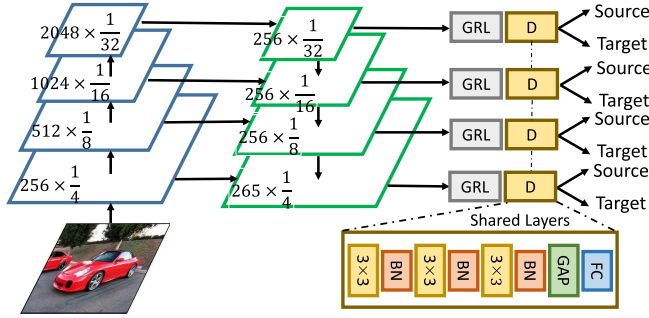 2048 × 1/32 256 × 1/32 GRL D Source
Target
1024 × 1/16 256 × 1/16 GRL D Source
Target
512 × 1/8 256 × 1/8 GRL D Source
Target
256 × 1/4 265 × 1/4 GRL D Source
Target
Shared Layers
3×3 BN 3×3 BN 3×3 BN GAP FC